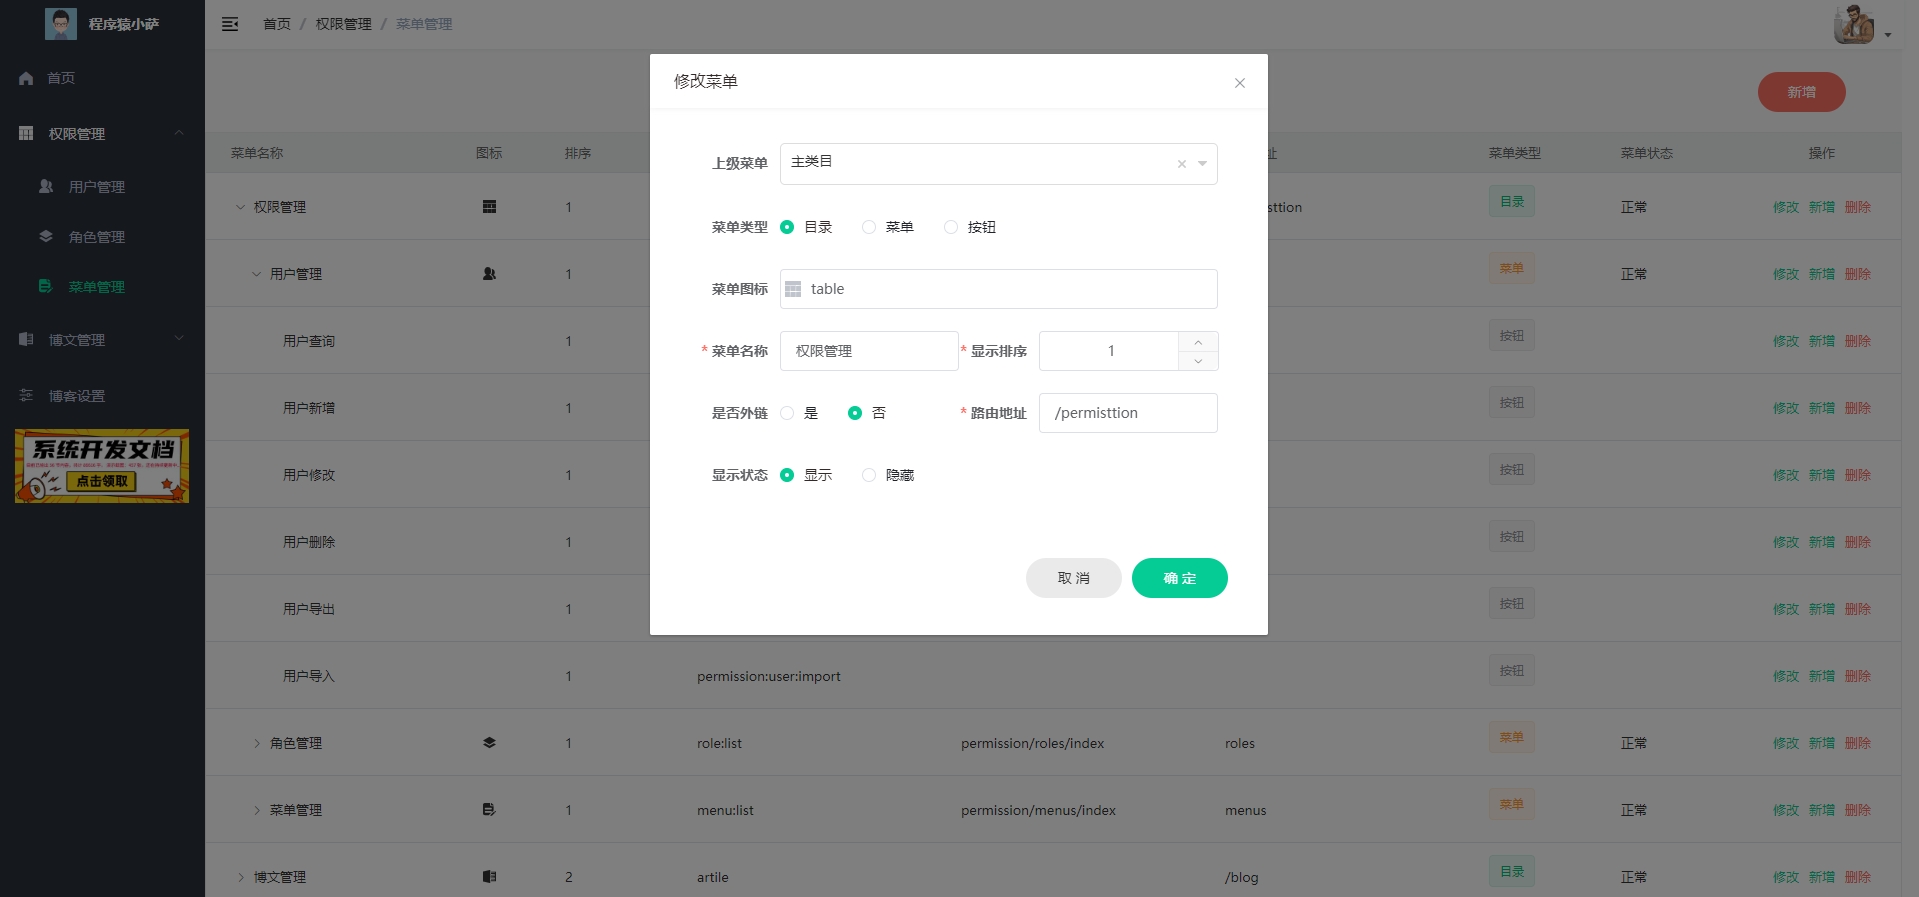 程序猿小萨
首页 / 权限管理 / 菜单管理
首页
权限管理
用户管理
角色管理
菜单管理
博文管理
博客设置
系统开发文档
点击领取
新增
菜单名称 图标 排序 址 菜单类型 菜单状态 操作
权限管理 1 sttion 目录 正常 修改 新增 删除
用户管理 1 菜单 正常 修改 新增 删除
用户查询 1 按钮 修改 新增 删除
用户新增 1 按钮 修改 新增 删除
用户修改 1 按钮 修改 新增 删除
用户删除 1 按钮 修改 新增 删除
用户导出 1 按钮 修改 新增 删除
用户导入 1 permission:user:import 按钮 修改 新增 删除
角色管理 1 role:list permission/roles/index roles 菜单 正常 修改 新增 删除
菜单管理 1 menu:list permission/menus/index menus 菜单 正常 修改 新增 删除
博文管理 2 artile /blog 目录 正常 修改 新增 删除
修改菜单
上级菜单 主类目
菜单类型 目录 菜单 按钮
菜单图标 table
* 菜单名称 权限管理 * 显示排序 1
是否外链 是 否 * 路由地址 /permisttion
显示状态 显示 隐藏
取 消 确 定